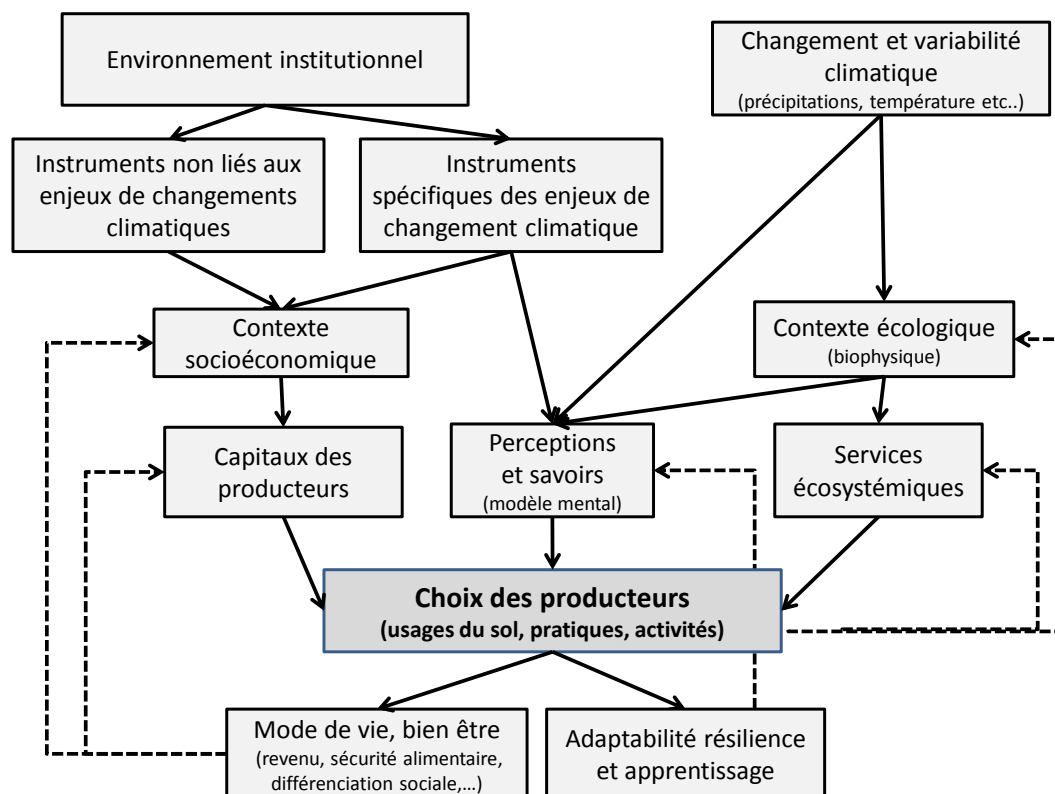 Environnement institutionnel
Changement et variabilité
climatique
(précipitations, température etc..)
Instruments non liés aux
enjeux de changements
climatiques
Instruments
spécifiques des enjeux de
changement climatique
Contexte
socioéconomique
Contexte écologique
(biophysique)
Capitaux des
producteurs
Perceptions
et savoirs
(modèle mental)
Services
écosystémiques
Choix des producteurs
(usages du sol, pratiques, activités)
Mode de vie, bien être
(revenu, sécurité alimentaire,
différenciation sociale,...)
Adaptabilité résilience
et apprentissage